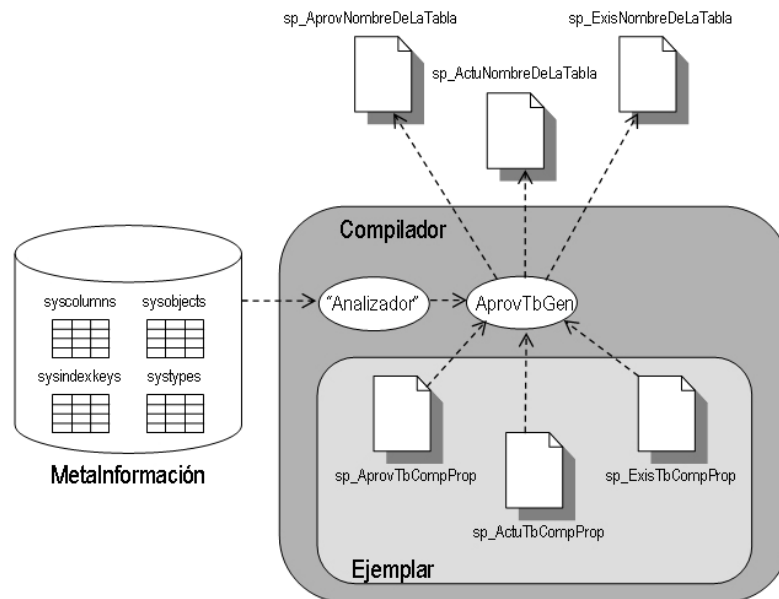 sp_AprovNombreDeLaTabla
sp_ExisNombreDeLaTabla
sp_ActuNombreDeLaTabla
Compilador
syscolumns
sysobjects
"Analizador"
AprovTbGen
sysindexkeys
systypes
MetaInformación
sp_AprovTbCompProp
sp_ExisTbCompProp
sp_ActuTbCompProp
Ejemplar